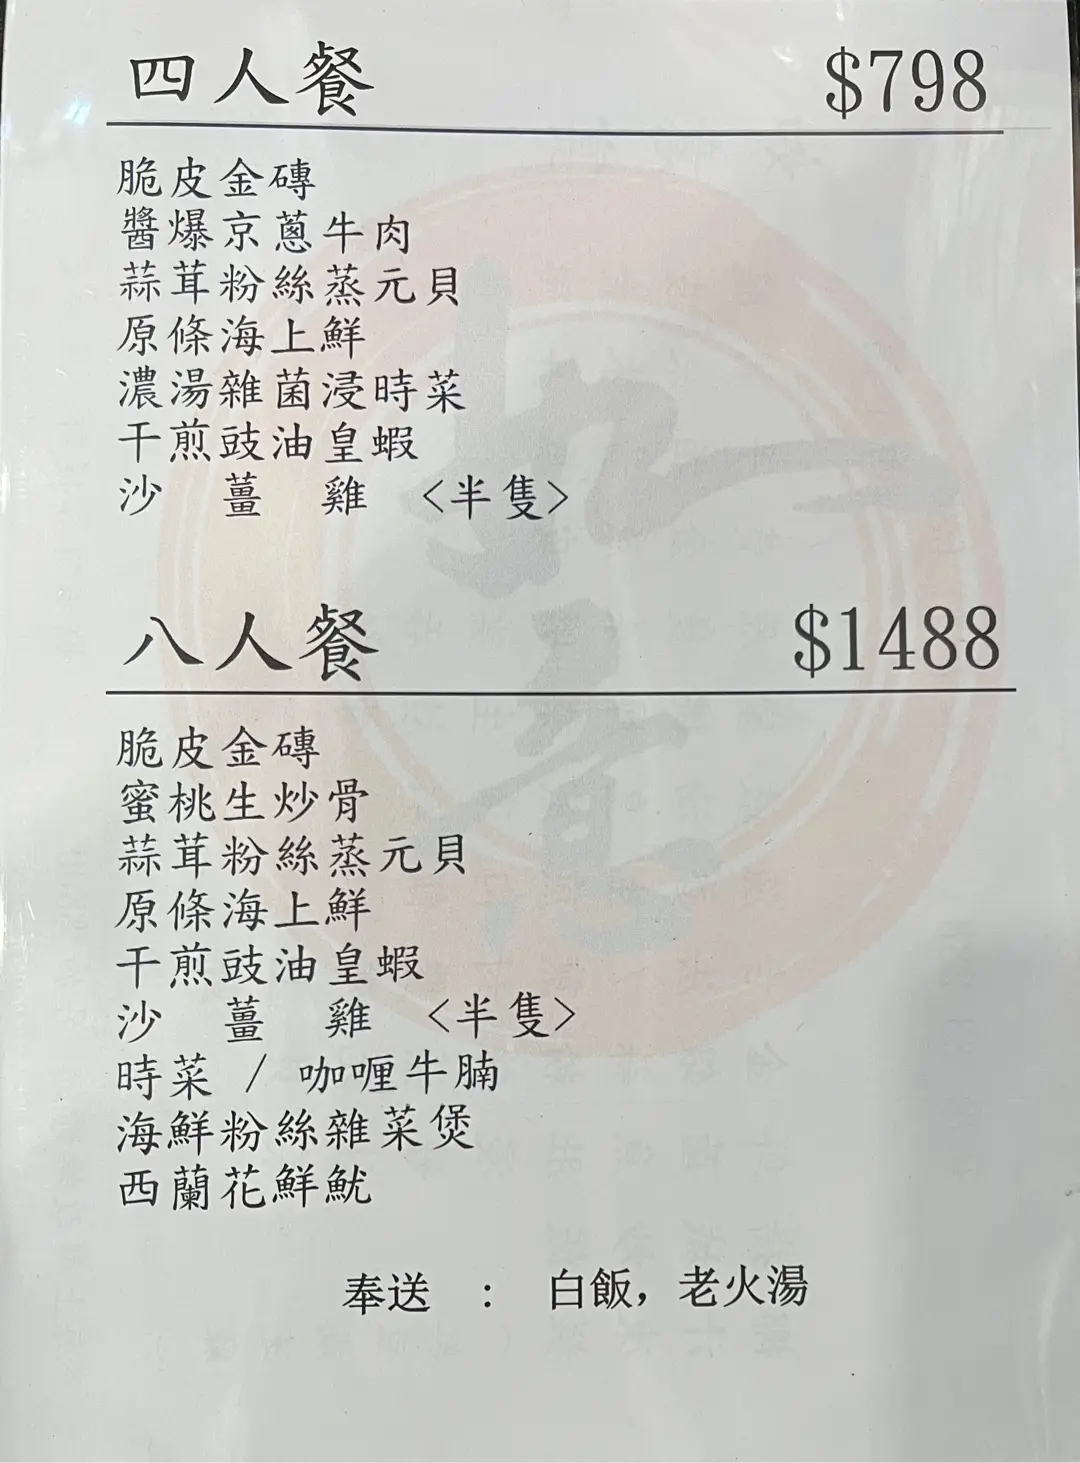 四人餐 $798
脆皮金磚
醬爆京蔥牛肉
蒜茸粉絲蒸元貝
原條海上鮮
濃湯雜菌浸時菜
干煎豉油皇蝦
沙 薑 雞 <半隻>
八人餐 $1488
脆皮金磚
蜜桃生炒骨
蒜茸粉絲蒸元貝
原條海上鮮
干煎豉油皇蝦
沙 薑 雞 <半隻>
時菜 / 咖喱牛腩
海鮮粉絲雜菜煲
西蘭花鮮魷
奉送 : 白飯，老火湯
如意